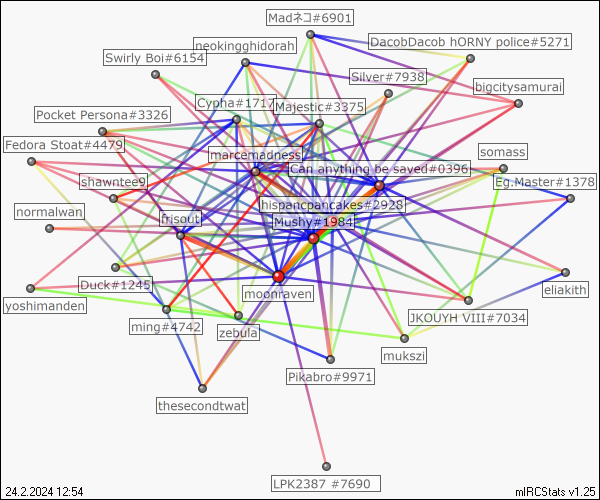 Madネコ#6901
neokingghidorah
DacobDacob hORNY police#5271
Swirly Boi#6154
Silver#7938
bigcitysamurai
Cypha#1717
Majestic#3375
Pocket Persona#3326
Fedora Stoat#4479
marcemadness
somass
Can anything be saved#0396
shawntee9
Eg.Master#1378
hispancpancakes#2928
normalwan
frisout
Mushy#1984
Duck#1245
moonraven
eliakith
yoshimanden
JKOUYH VIII#7034
ming#4742
zebula
mukszi
Pikabro#9971
thesecondtwat
LPK2387 #7690
24.2.2024 12:54
mIRCStats v1.25